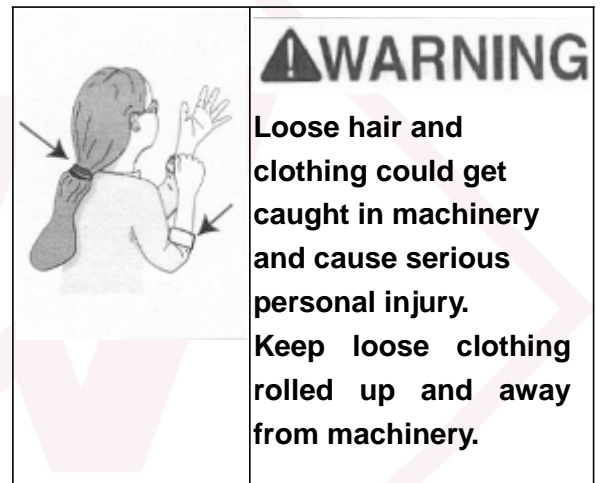 WARNING
Loose hair and
clothing could get
caught in machinery
and cause serious
personal injury.
Keep loose clothing
rolled up and away
from machinery.